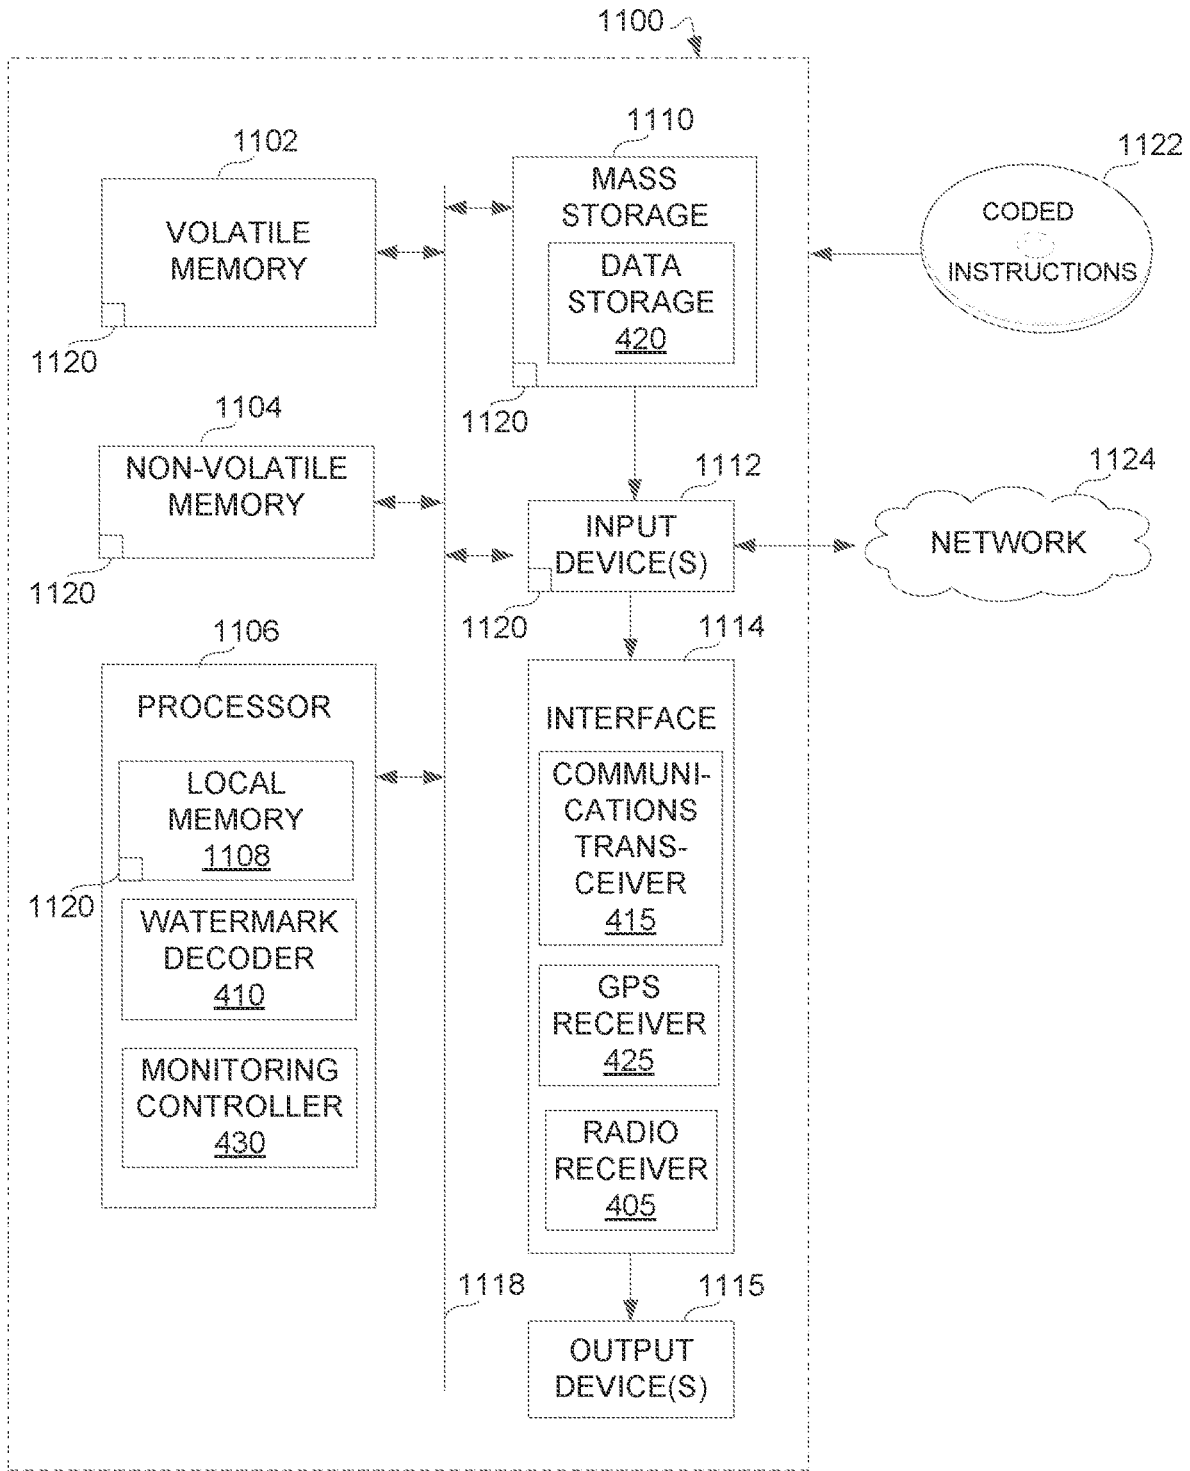 1100
1102
VOLATILE
MEMORY
1120
1110
MASS
STORAGE
DATA
STORAGE
420
1120
1122
CODED
INSTRUCTIONS
1104
NON-VOLATILE
MEMORY
1120
1112
INPUT
DEVICE(S)
1120
1124
NETWORK
1106
PROCESSOR
LOCAL
MEMORY
1108
1120
WATERMARK
DECODER
410
MONITORING
CONTROLLER
430
1114
INTERFACE
COMMUNI-
CATIONS
TRANS-
CEIVER
415
GPS
RECEIVER
425
RADIO
RECEIVER
405
1118
1115
OUTPUT
DEVICE(S)